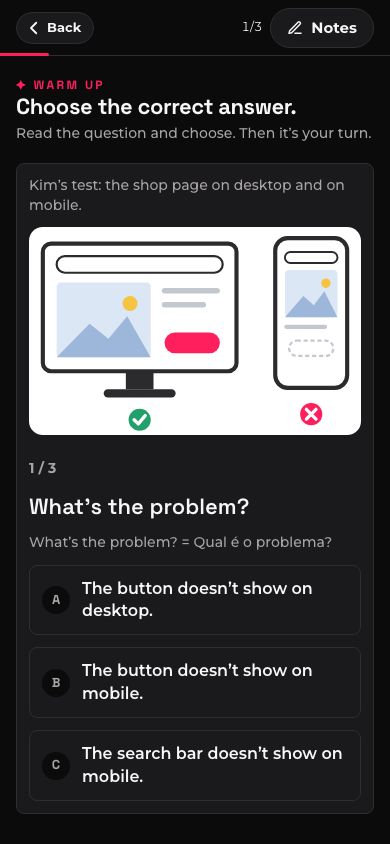 Back
1/3
Notes
WARM UP
Choose the correct answer.
Read the question and choose. Then it's your turn.
Kim's test: the shop page on desktop and on
mobile.
1 / 3
What's the problem?
What's the problem? = Qual é o problema?
A
The button doesn't show on
desktop.
B
The button doesn't show on
mobile.
C
The search bar doesn't show on
mobile.